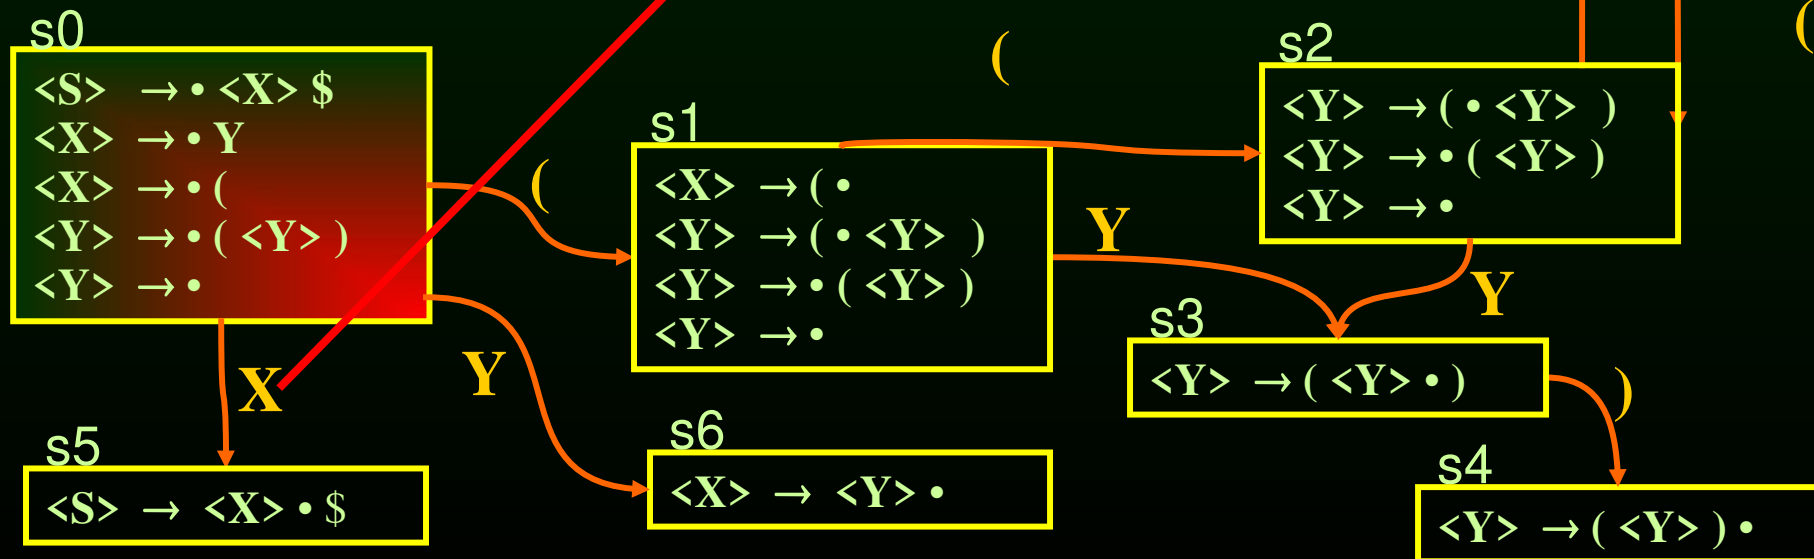 s0
<S> → • <X> $
<X> → • Y
<X> → • (
<Y> → • ( <Y> )
<Y> → •
(
s1
<X> → ( •
<Y> → ( • <Y> )
<Y> → • ( <Y> )
<Y> → •
(
s2
<Y> → ( • <Y> )
<Y> → • ( <Y> )
<Y> → •
(
Y
Y
s3
<Y> → ( <Y> • )
)
s4
<Y> → ( <Y> ) •
X
Y
s5
<S> → <X> • $
s6
<X> → <Y> •